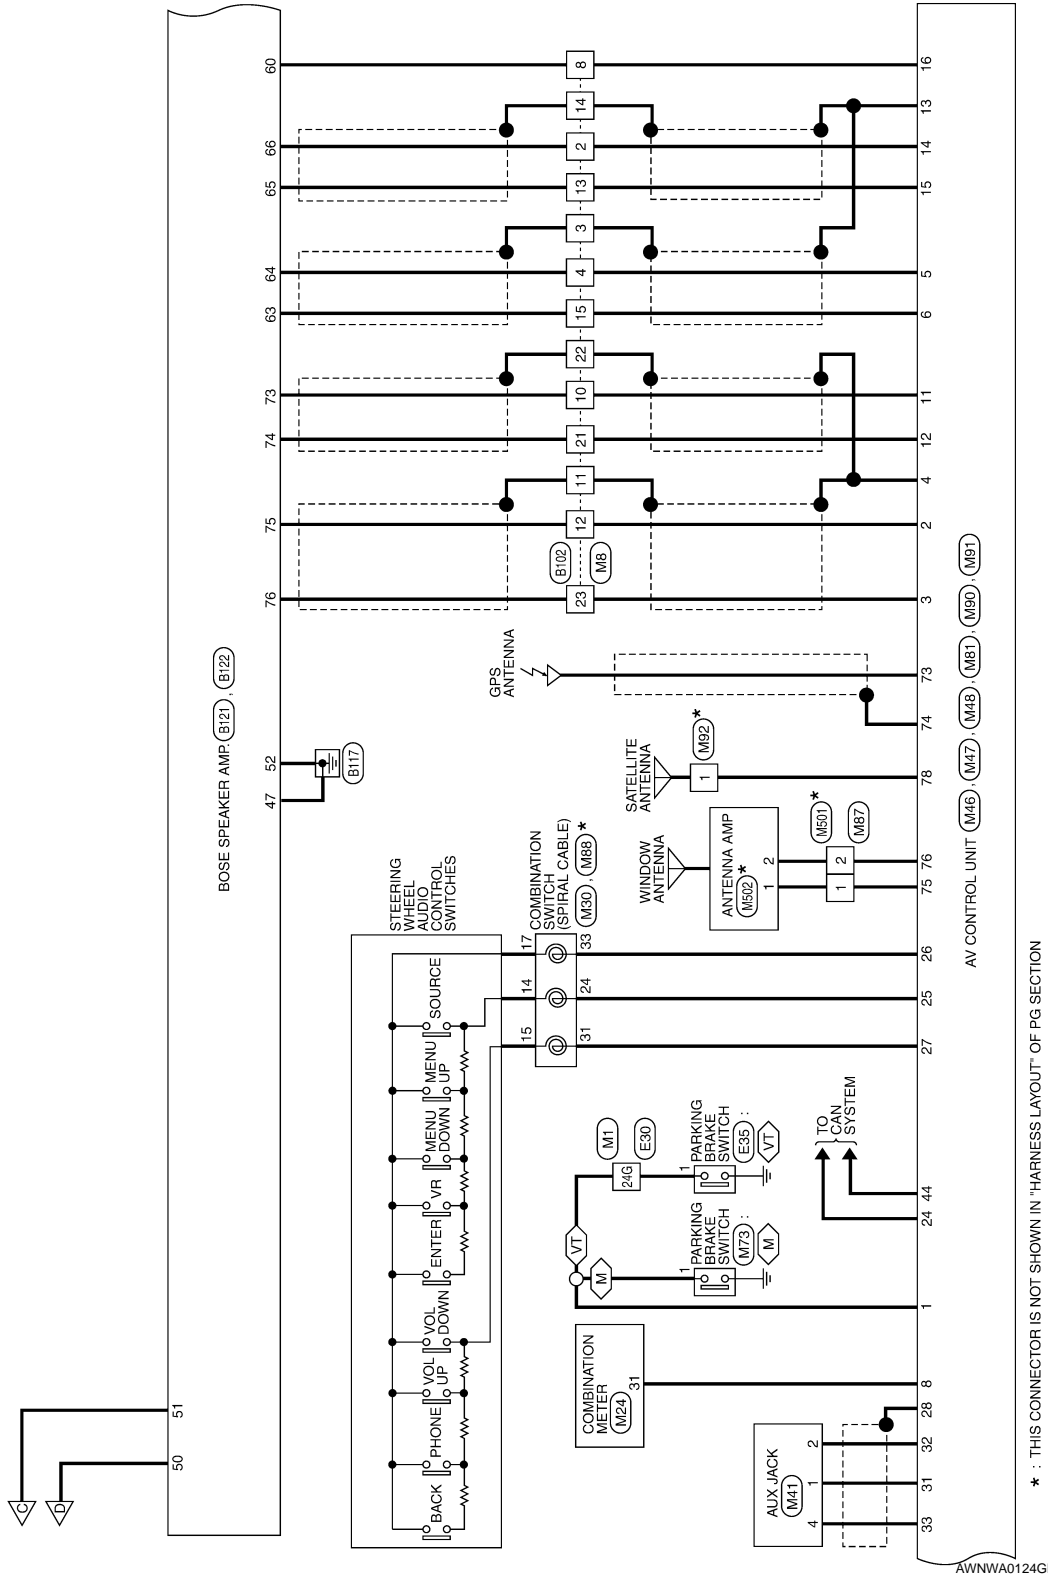 C
D
50
51
BOSE SPEAKER AMP. B121 , B122
47
52
B117
76
75
74
73
63
64
65
66
60
B102
M8
23
12
11
21
10
22
15
4
3
13
2
14
8
STEERING
WHEEL
AUDIO
CONTROL
SWITCHES
BACK
PHONE
VOL
UP
VOL
DOWN
ENTER
VR
MENU
DOWN
MENU
UP
SOURCE
15
14
17
COMBINATION
SWITCH
(SPIRAL CABLE)
M30 , M88 *
31
24
33
GPS
ANTENNA
SATELLITE
ANTENNA
1
M92 *
WINDOW
ANTENNA
ANTENNA AMP
M502 *
1
2
M501 *
1
2
M87
COMBINATION
METER
M24
31
VT
M
24G
M1
E30
1
PARKING
BRAKE
SWITCH
M73 :
M
1
PARKING
BRAKE
SWITCH
E35 :
VT
TO
CAN
SYSTEM
AUX JACK
M41
4
1
2
33
31
32
28
8
1
24
44
27
25
26
75
76
78
74
73
3
2
4
12
11
6
5
15
14
13
16
AV CONTROL UNIT M46 , M47 , M48 , M81 , M90 , M91
* : THIS CONNECTOR IS NOT SHOWN IN "HARNESS LAYOUT" OF PG SECTION
AWNWA0124G